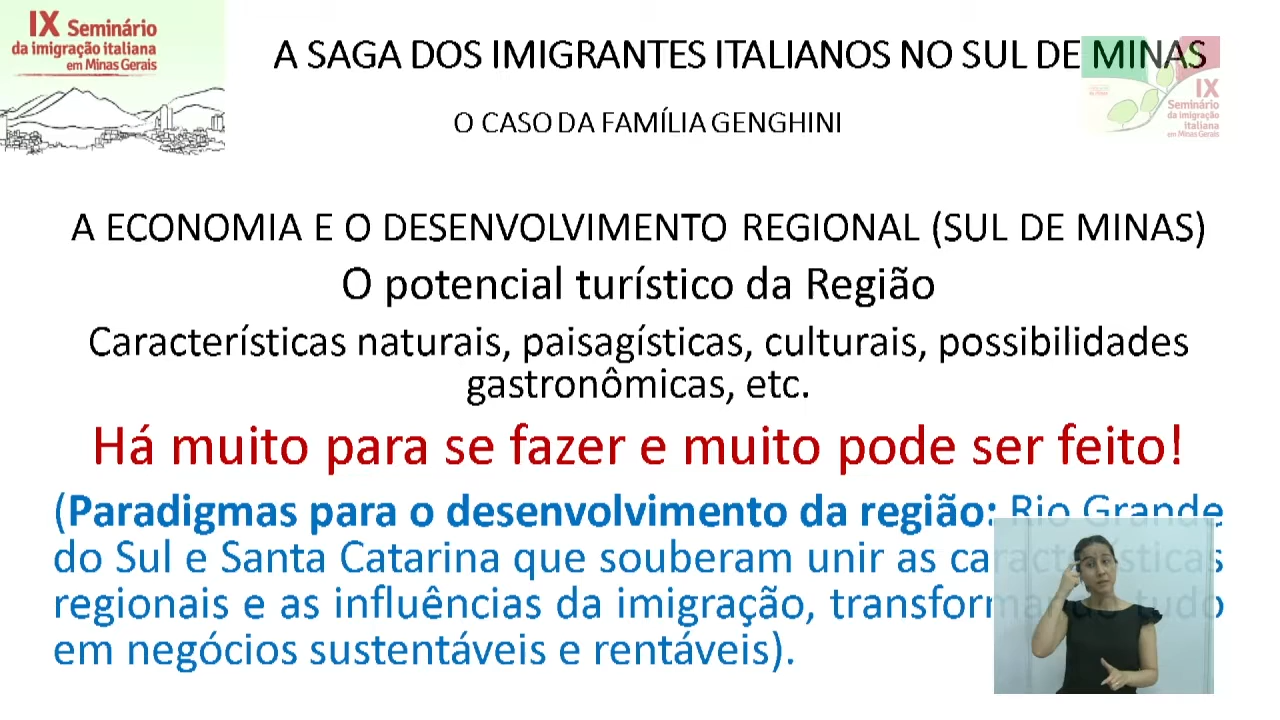 IX Seminário
da imigração italiana
em Minas Gerais
A SAGA DOS IMIGRANTES ITALIANOS NO SUL DE MINAS
O CASO DA FAMÍLIA GENGHINI
IX
Seminário
da imigração
italiana
em Minas Gerais
A ECONOMIA E O DESENVOLVIMENTO REGIONAL (SUL DE MINAS)
O potencial turístico da Região
Características naturais, paisagísticas, culturais, possibilidades
gastronômicas, etc.
Há muito para se fazer e muito pode ser feito!
(Paradigmas para o desenvolvimento da região: Rio Grande
do Sul e Santa Catarina que souberam unir as características
regionais e as influências da imigração, transformando tudo
em negócios sustentáveis e rentáveis).